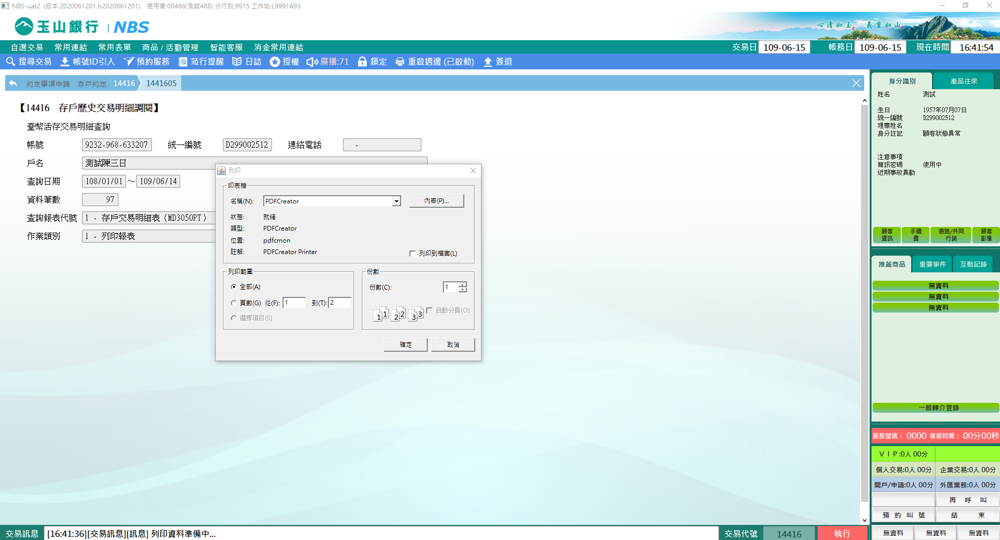 NBS-uat2 (版本:2020061201.b2020061201) 使用者:00466(測試488) 分行別:9915 工作站:L9991A93
玉山銀行 | NBS
心清如玉。義重如山。
自選交易 常用連結 常用表單 商品 / 活動管理 智能客服 消金常用連結 交易日 109-06-15 帳務日 109-06-15 現在時間 16:41:54
搜尋交易 帳號ID引入 預約服務 蒞行提醒 日誌 授權 廣播:71 鎖定 重啟週邊 (已啟動) 簽退
約定事項申請 存戶約定 14416 1441605
【14416 存戶歷史交易明細調閱】
臺幣活存交易明細查詢
帳號 9232-968-633207 統一編號 D299002512 連絡電話 -
戶名 測試陳三日
查詢日期 108/01/01 ～ 109/06/14
資料筆數 97
查詢報表代號 1 - 存戶交易明細表（MD3050PT）
作業類別 1 - 列印報表
列印
印表機
名稱(N): PDFCreator 內容(P)...
狀態: 就緒
類型: PDFCreator
位置: pdfcmon
註解: PDFCreator Printer
列印到檔案(L)
列印範圍
全部(A)
頁數(G) 從(F): 1 到(T): 2
選擇項目(S)
份數
份數(C): 1
1 1 2 2 3 3 自動分頁(O)
確定 取消
身分識別 產品往來
姓名 測試
生日 1957年07月07日
統一編號 D299002512
理專姓名
身分註記 顧客狀態異常
注意事項
簡訊密碼 使用中
近期事故異動
顧客資訊 手續費 通路/共同行銷 顧客影像
推薦商品 重要事件 互動記錄
無資料
無資料
無資料
一般轉介登錄
服務號碼： 0000 等候時間： 00分00秒
ＶＩＰ:0人 00分
個人交易:0人 00分 企業交易:0人 00分
開戶/申請:0人 00分 外匯業務:0人 00分
再 呼 叫
預 約 叫 號 結 束
無資料 無資料 無資料
交易訊息 [16:41:36][交易訊息][訊息] 列印資料準備中... 交易代號 14416 執行